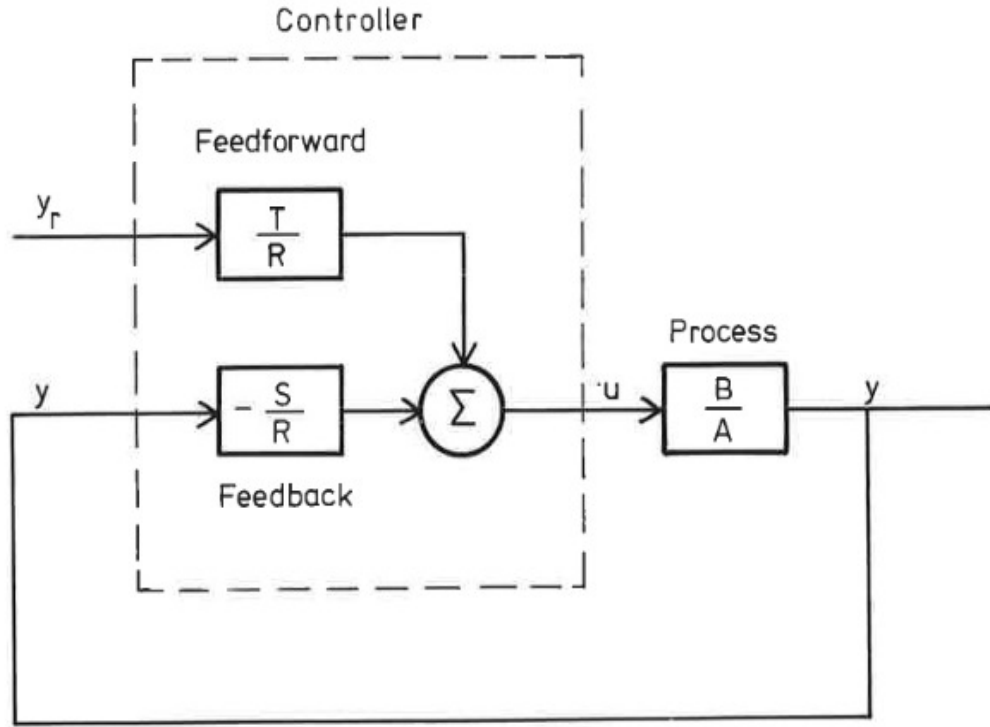 Controller
Feedforward
y_r
T
R
Process
y
- S
R
Σ
u
B
A
y
Feedback